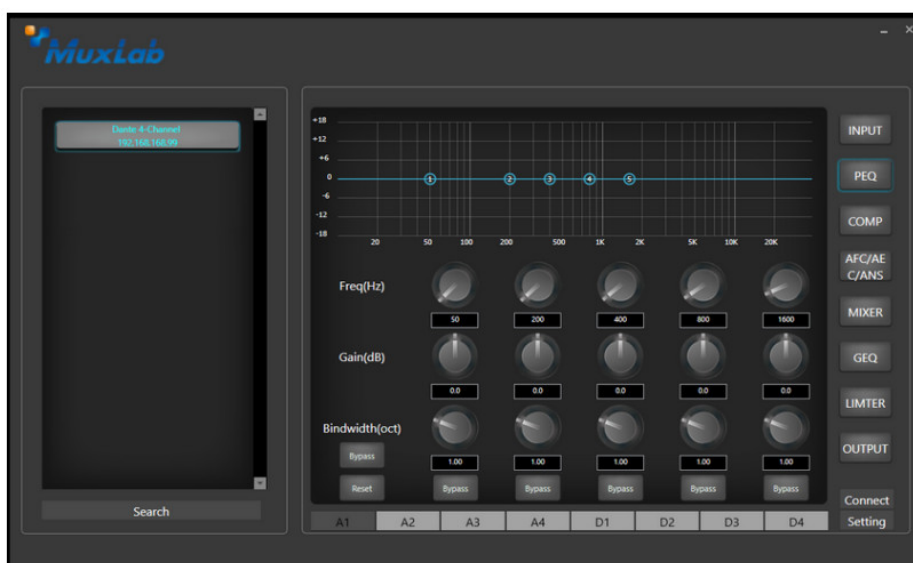 MuxLab
Dante 4-Channel
192.168.168.99
Search
+18
+12
+6
0
-6
-12
-18
1 2 3 4 5
20 50 100 200 500 1K 2K 5K 10K 20K
Freq(Hz)
50 200 400 800 1600
Gain(dB)
0.0 0.0 0.0 0.0 0.0
Bindwidth(oct)
Bypass
1.00 1.00 1.00 1.00 1.00
Reset Bypass Bypass Bypass Bypass Bypass
A1 A2 A3 A4 D1 D2 D3 D4
INPUT
PEQ
COMP
AFC/AE
C/ANS
MIXER
GEQ
LIMTER
OUTPUT
Connect
Setting